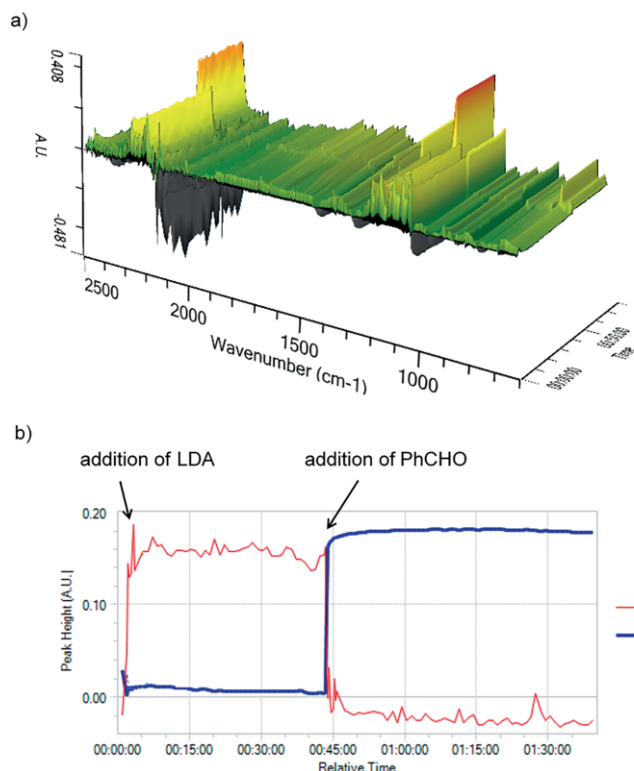 a)
0.408
A.U.
-0.481
2500
2000
1500
1000
Wavenumber (cm-1)
Time
b)
addition of LDA
addition of PhCHO
0.20
0.10
0.00
Peak Height (A.U.)
00:00:00 00:15:00 00:30:00 00:45:00 01:00:00 01:15:00 01:30:00
Relative Time